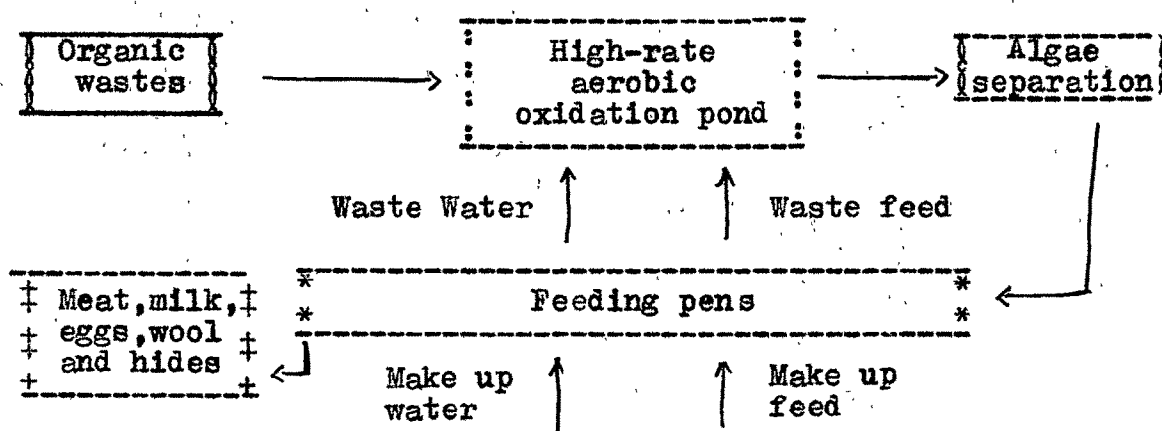 Organic
wastes
High-rate
aerobic
oxidation pond
Algae
separation
Waste Water
Waste feed
Meat,milk,
eggs,wool
and hides
Feeding pens
Make up
water
Make up
feed